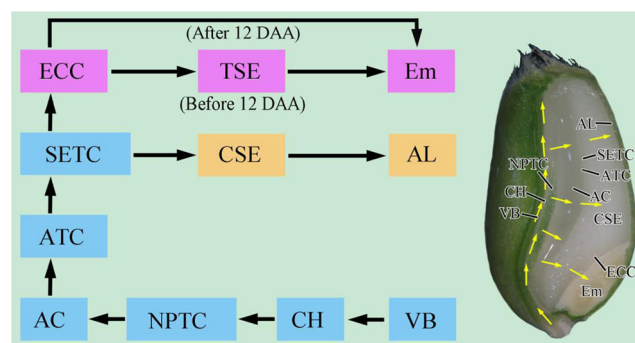 (After 12 DAA)
ECC
TSE
Em
(Before 12 DAA)
SETC
CSE
AL
ATC
AC
NPTC
CH
VB
AL
SETC
NPTC
ATC
CH
AC
VB
CSE
ECC
Em